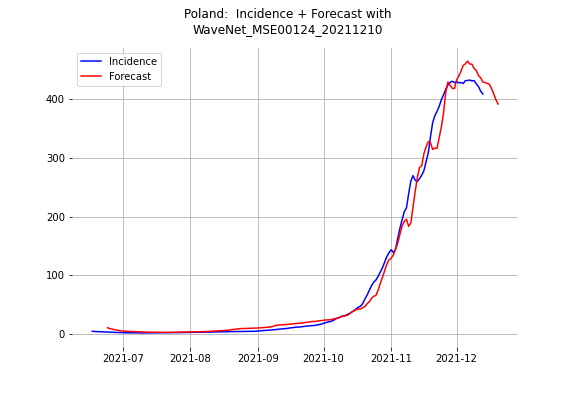 Poland:  Incidence + Forecast with
WaveNet_MSE00124_20211210
Incidence
Forecast
400
300
200
100
0
2021-07 2021-08 2021-09 2021-10 2021-11 2021-12